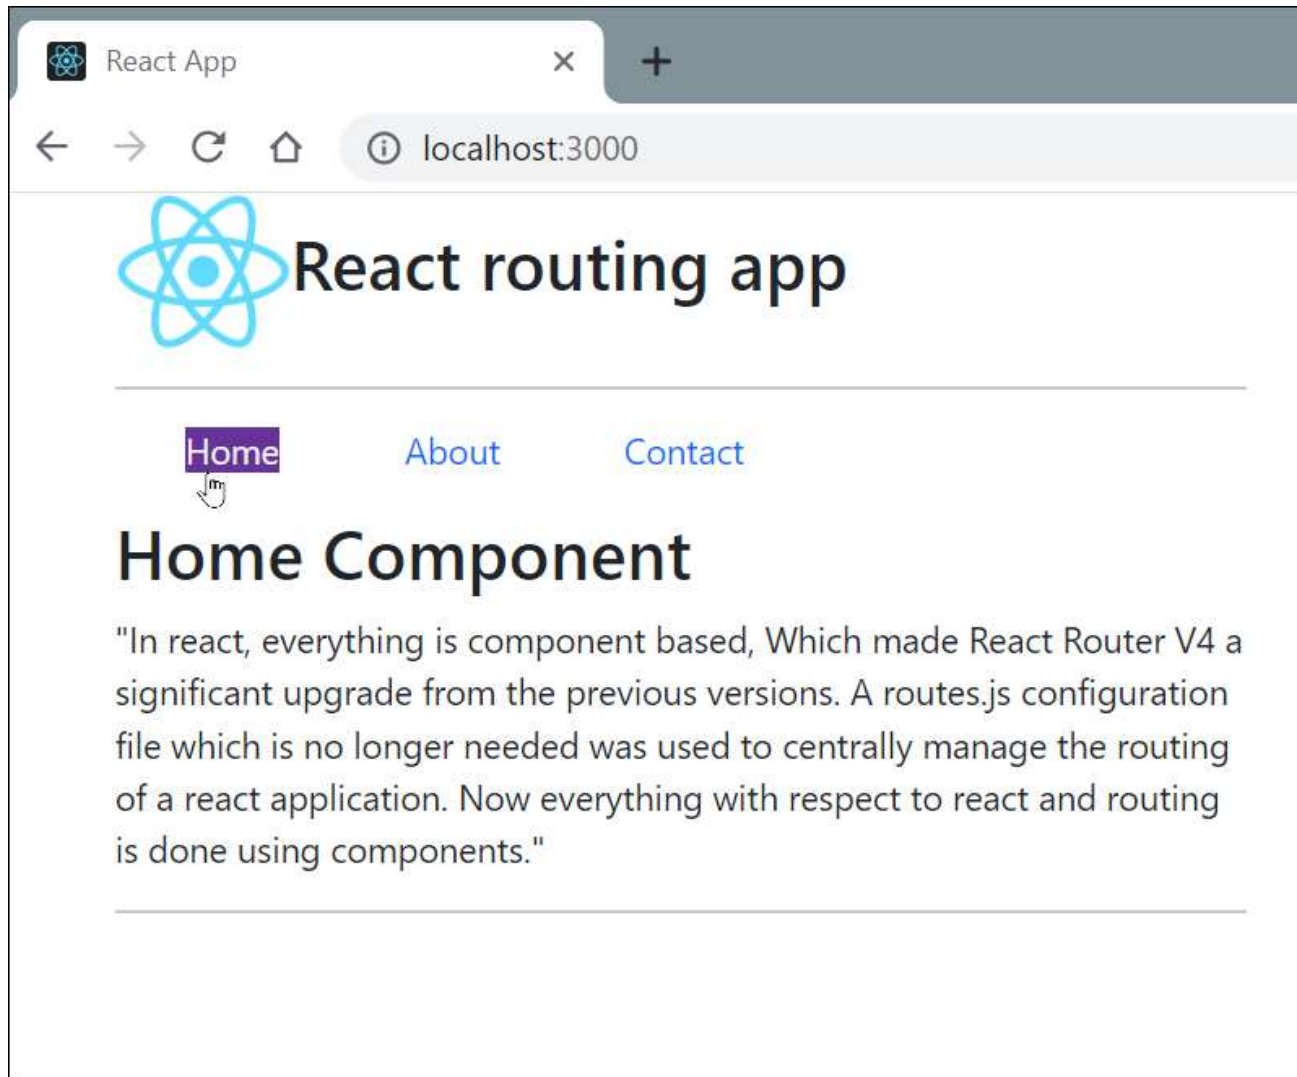 React App
localhost:3000
React routing app
Home About Contact
Home Component
"In react, everything is component based, Which made React Router V4 a
significant upgrade from the previous versions. A routes.js configuration
file which is no longer needed was used to centrally manage the routing
of a react application. Now everything with respect to react and routing
is done using components."